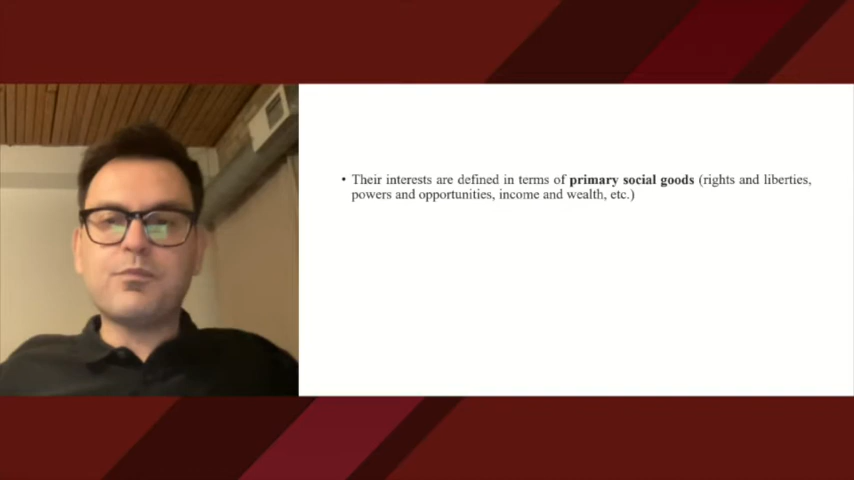 • Their interests are defined in terms of primary social goods (rights and liberties,
powers and opportunities, income and wealth, etc.)